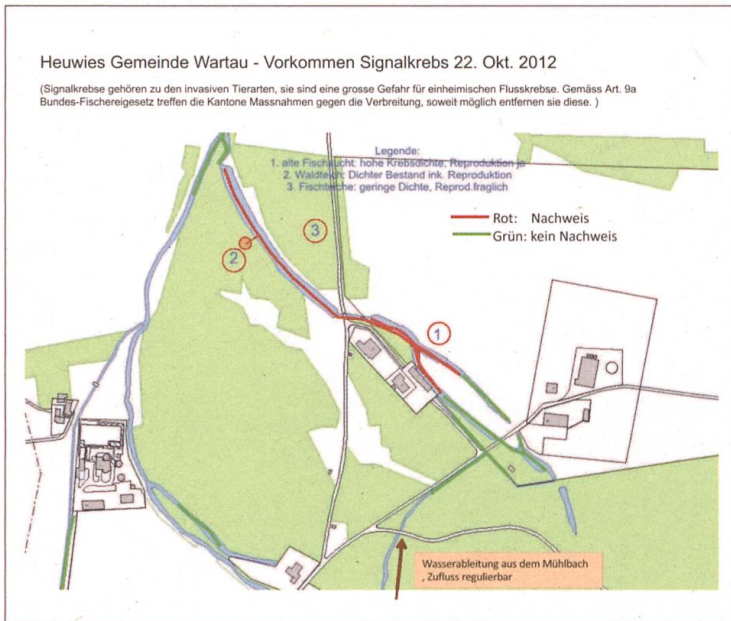 Heuwies Gemeinde Wartau - Vorkommen Signalkrebs 22. Okt. 2012
(Signalkrebse gehören zu den invasiven Tierarten, sie sind eine grosse Gefahr für einheimischen Flusskrebse. Gemäss Art. 9a
Bundes-Fischereigesetz treffen die Kantone Massnahmen gegen die Verbreitung, soweit möglich entfernen sie diese. )
Legende:
1. alte Fischzucht: hohe Krebsdichte, Reproduktion ja
2. Waldteich: Dichter Bestand ink. Reproduktion
3. Fischteiche: geringe Dichte, Reprod.fraglich
Rot: Nachweis
Grün: kein Nachweis
3
2
1
Wasserableitung aus dem Mühlbach
, Zufluss regulierbar